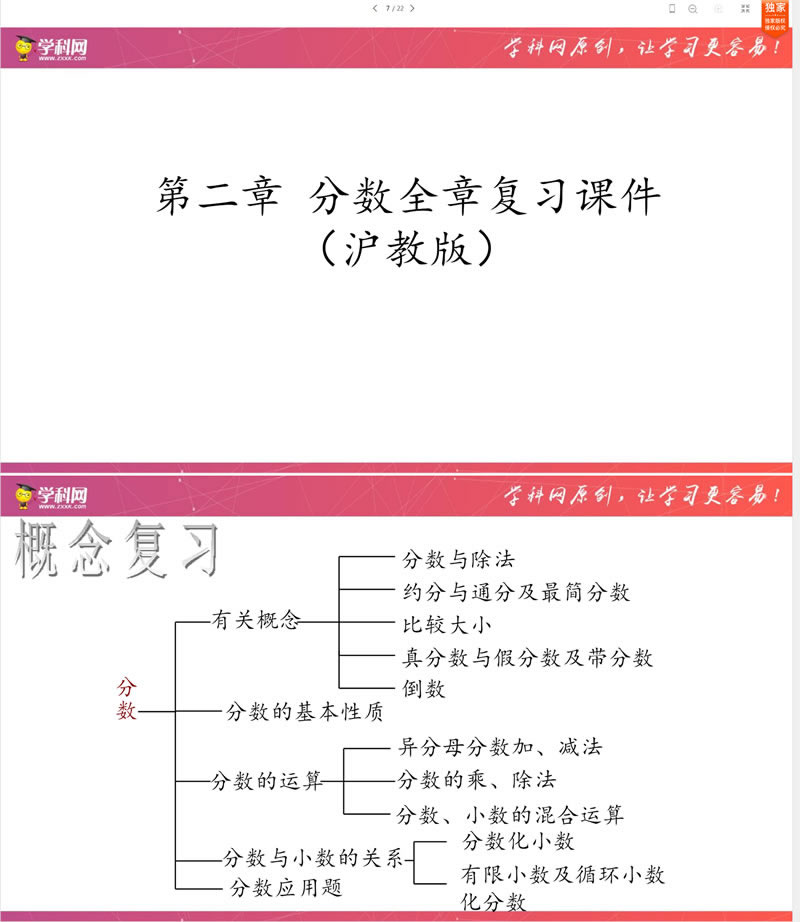 7 / 22
独家
独家版权
侵权必究
学科网
www.zxxk.com
学科网原创，让学习更容易！
第二章 分数全章复习课件
（沪教版）
学科网
www.zxxk.com
学科网原创，让学习更容易！
概念复习
分数
有关概念
分数与除法
约分与通分及最简分数
比较大小
真分数与假分数及带分数
倒数
分数的基本性质
分数的运算
异分母分数加、减法
分数的乘、除法
分数、小数的混合运算
分数与小数的关系
分数化小数
有限小数及循环小数
化分数
分数应用题